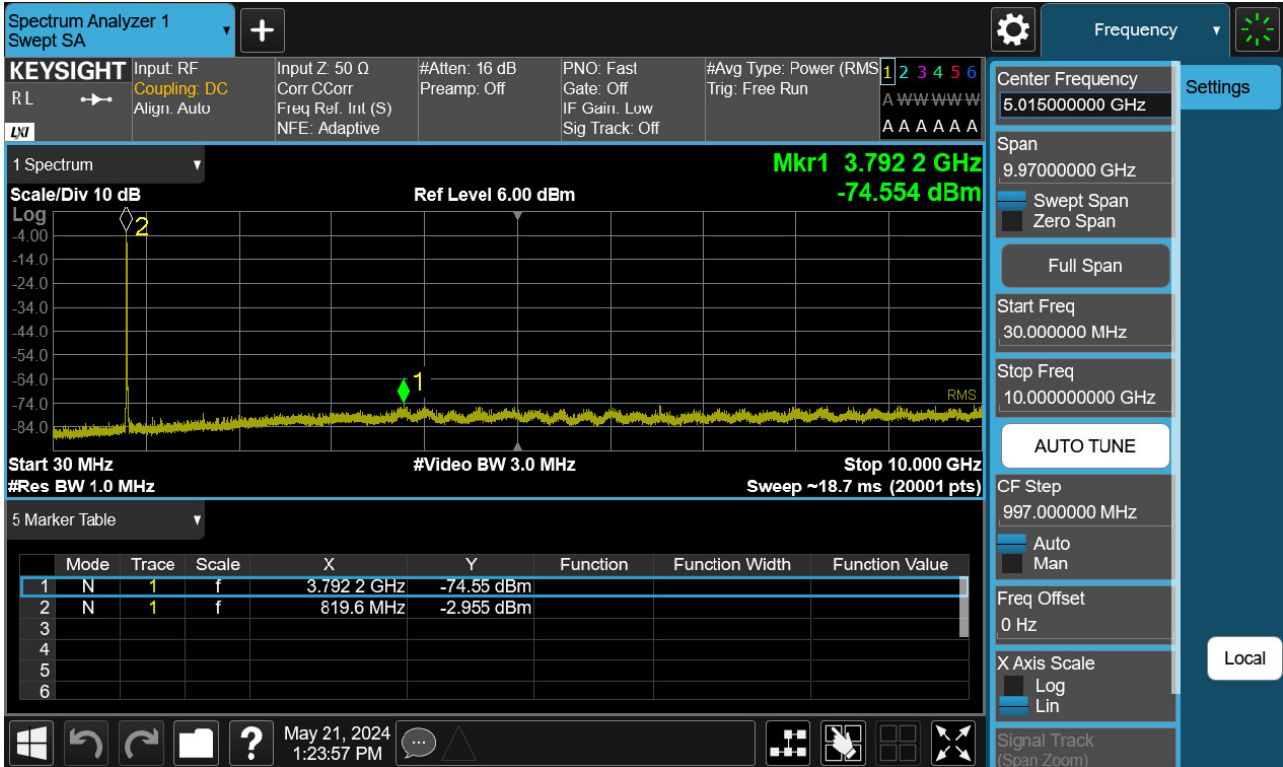 Spectrum Analyzer 1
Swept SA
Frequency
KEYSIGHT
R L
LXI
Input: RF
Coupling: DC
Align: Auto
Input Z: 50 Ω
Corr CCorr
Freq Ref: Int (S)
NFE: Adaptive
#Atten: 16 dB
Preamp: Off
PNO: Fast
Gate: Off
IF Gain: Low
Sig Track: Off
#Avg Type: Power (RMS
Trig: Free Run
1 2 3 4 5 6
A W W W W W
A A A A A A
1 Spectrum
Mkr1 3.792 2 GHz
-74.554 dBm
Scale/Div 10 dB
Ref Level 6.00 dBm
Log
-4.00
-14.0
-24.0
-34.0
-44.0
-54.0
-64.0
-74.0
-84.0
2
1
RMS
Start 30 MHz
#Video BW 3.0 MHz
Stop 10.000 GHz
#Res BW 1.0 MHz
Sweep ~18.7 ms (20001 pts)
5 Marker Table
Mode Trace Scale X Y Function Function Width Function Value
1 N 1 f 3.792 2 GHz -74.55 dBm
2 N 1 f 819.6 MHz -2.955 dBm
3
4
5
6
May 21, 2024
1:23:57 PM
Center Frequency
5.015000000 GHz
Settings
Span
9.97000000 GHz
Swept Span
Zero Span
Full Span
Start Freq
30.000000 MHz
Stop Freq
10.000000000 GHz
AUTO TUNE
CF Step
997.000000 MHz
Auto
Man
Freq Offset
0 Hz
X Axis Scale
Log
Lin
Local
Signal Track
(Span Zoom)